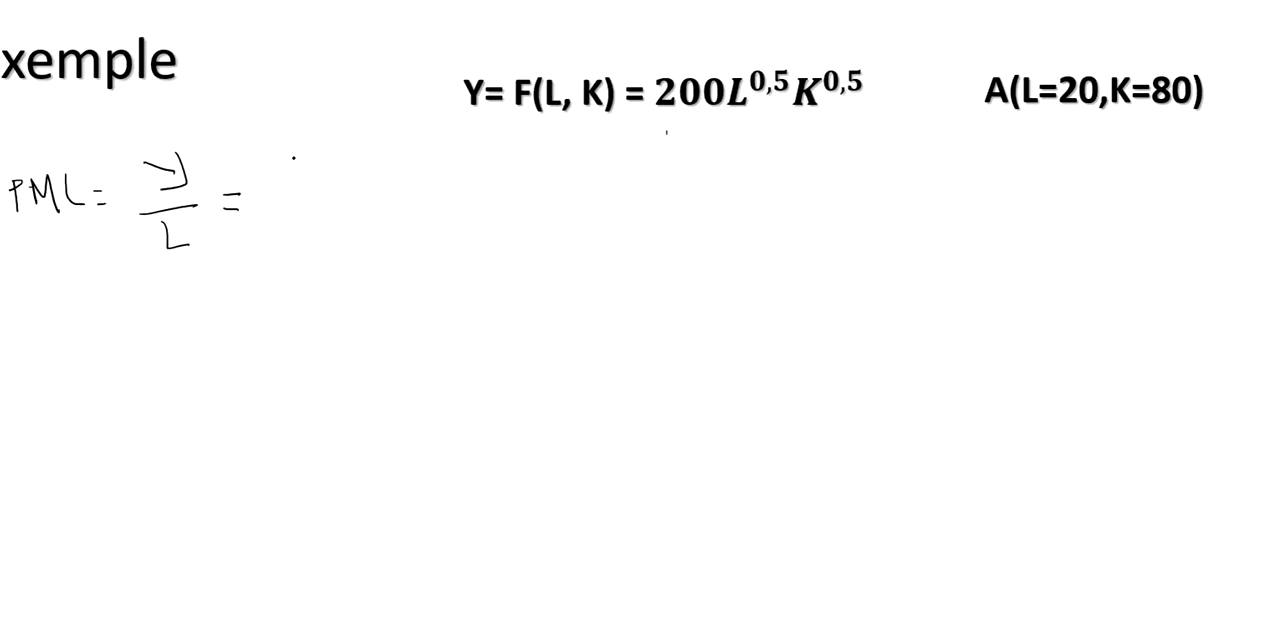 xemple
Y= F(L, K) = 200L^0,5 K^0,5
A(L=20,K=80)
PML = y/L =